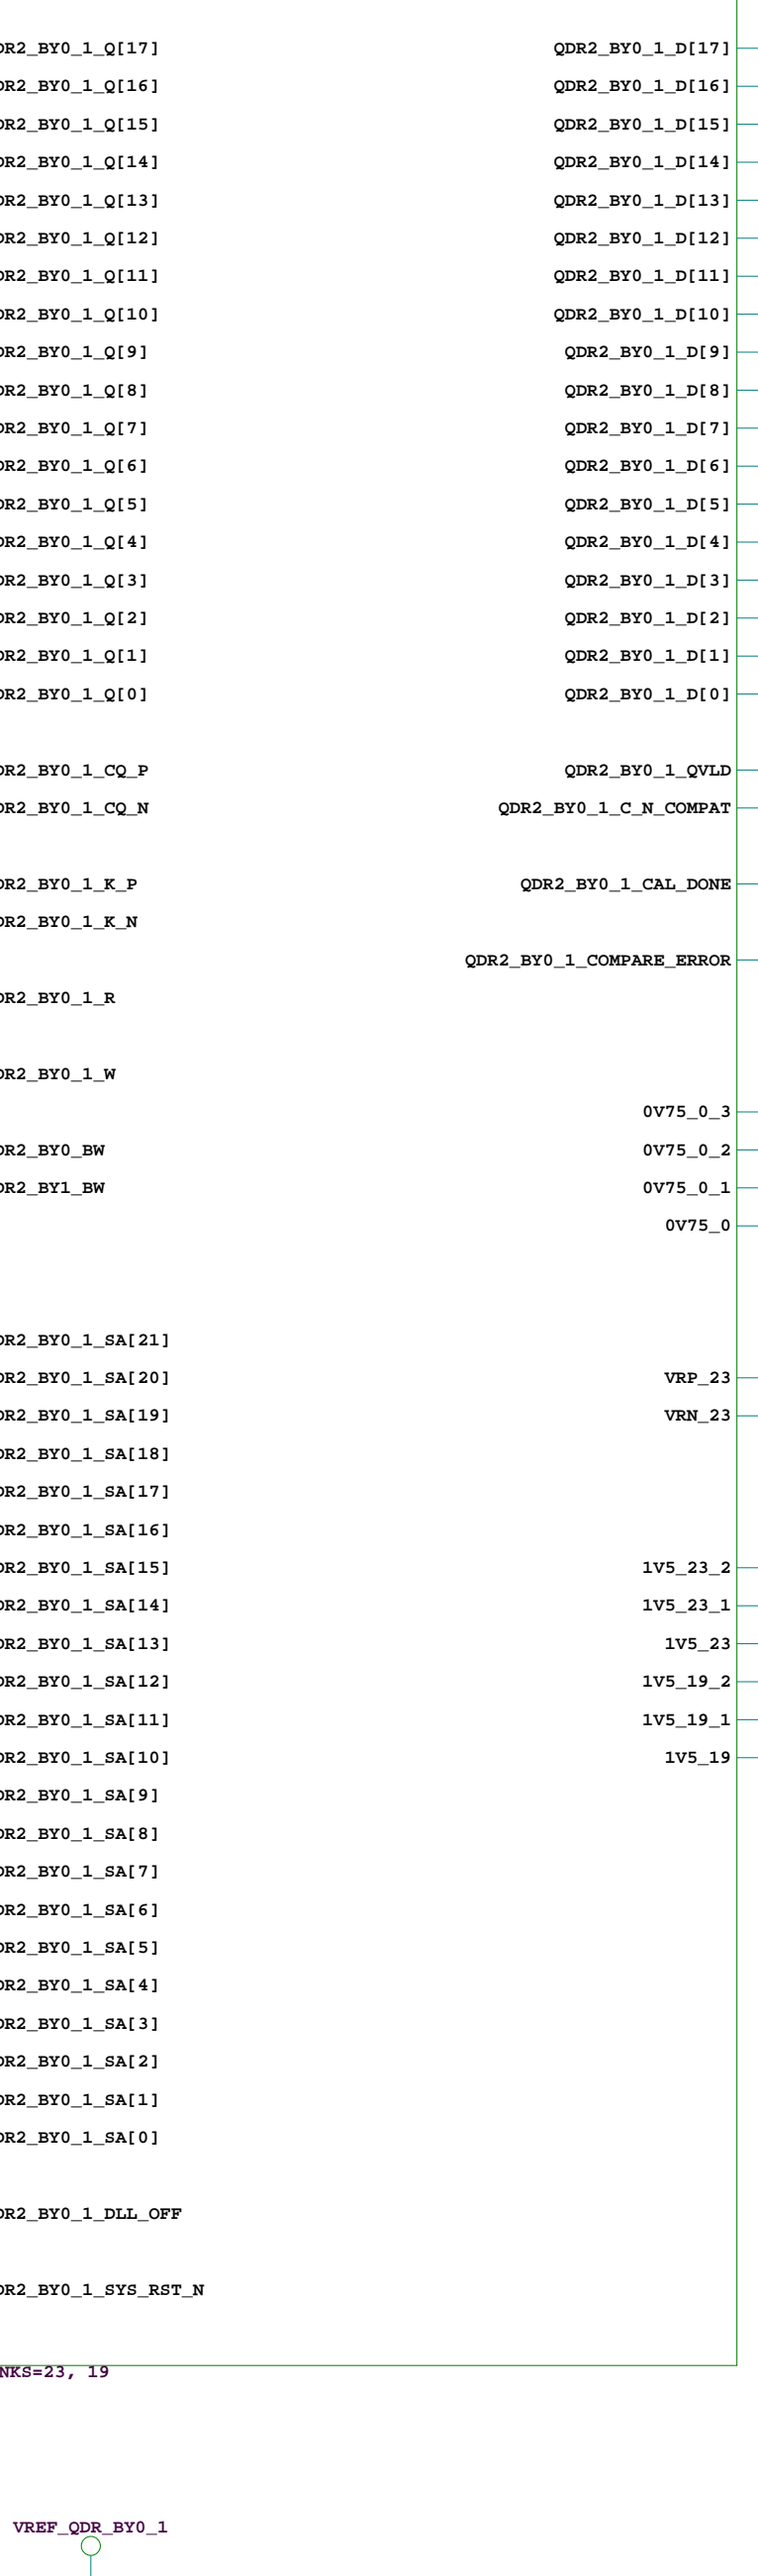 DR2_BY0_1_Q[17] QDR2_BY0_1_D[17]
DR2_BY0_1_Q[16] QDR2_BY0_1_D[16]
DR2_BY0_1_Q[15] QDR2_BY0_1_D[15]
DR2_BY0_1_Q[14] QDR2_BY0_1_D[14]
DR2_BY0_1_Q[13] QDR2_BY0_1_D[13]
DR2_BY0_1_Q[12] QDR2_BY0_1_D[12]
DR2_BY0_1_Q[11] QDR2_BY0_1_D[11]
DR2_BY0_1_Q[10] QDR2_BY0_1_D[10]
DR2_BY0_1_Q[9] QDR2_BY0_1_D[9]
DR2_BY0_1_Q[8] QDR2_BY0_1_D[8]
DR2_BY0_1_Q[7] QDR2_BY0_1_D[7]
DR2_BY0_1_Q[6] QDR2_BY0_1_D[6]
DR2_BY0_1_Q[5] QDR2_BY0_1_D[5]
DR2_BY0_1_Q[4] QDR2_BY0_1_D[4]
DR2_BY0_1_Q[3] QDR2_BY0_1_D[3]
DR2_BY0_1_Q[2] QDR2_BY0_1_D[2]
DR2_BY0_1_Q[1] QDR2_BY0_1_D[1]
DR2_BY0_1_Q[0] QDR2_BY0_1_D[0]
DR2_BY0_1_CQ_P QDR2_BY0_1_QVLD
DR2_BY0_1_CQ_N QDR2_BY0_1_C_N_COMPAT
DR2_BY0_1_K_P QDR2_BY0_1_CAL_DONE
DR2_BY0_1_K_N
QDR2_BY0_1_COMPARE_ERROR
DR2_BY0_1_R
DR2_BY0_1_W
0V75_0_3
DR2_BY0_BW 0V75_0_2
DR2_BY1_BW 0V75_0_1
0V75_0
DR2_BY0_1_SA[21]
DR2_BY0_1_SA[20] VRP_23
DR2_BY0_1_SA[19] VRN_23
DR2_BY0_1_SA[18]
DR2_BY0_1_SA[17]
DR2_BY0_1_SA[16]
DR2_BY0_1_SA[15] 1V5_23_2
DR2_BY0_1_SA[14] 1V5_23_1
DR2_BY0_1_SA[13] 1V5_23
DR2_BY0_1_SA[12] 1V5_19_2
DR2_BY0_1_SA[11] 1V5_19_1
DR2_BY0_1_SA[10] 1V5_19
DR2_BY0_1_SA[9]
DR2_BY0_1_SA[8]
DR2_BY0_1_SA[7]
DR2_BY0_1_SA[6]
DR2_BY0_1_SA[5]
DR2_BY0_1_SA[4]
DR2_BY0_1_SA[3]
DR2_BY0_1_SA[2]
DR2_BY0_1_SA[1]
DR2_BY0_1_SA[0]
DR2_BY0_1_DLL_OFF
DR2_BY0_1_SYS_RST_N
NKS=23, 19
VREF_QDR_BY0_1